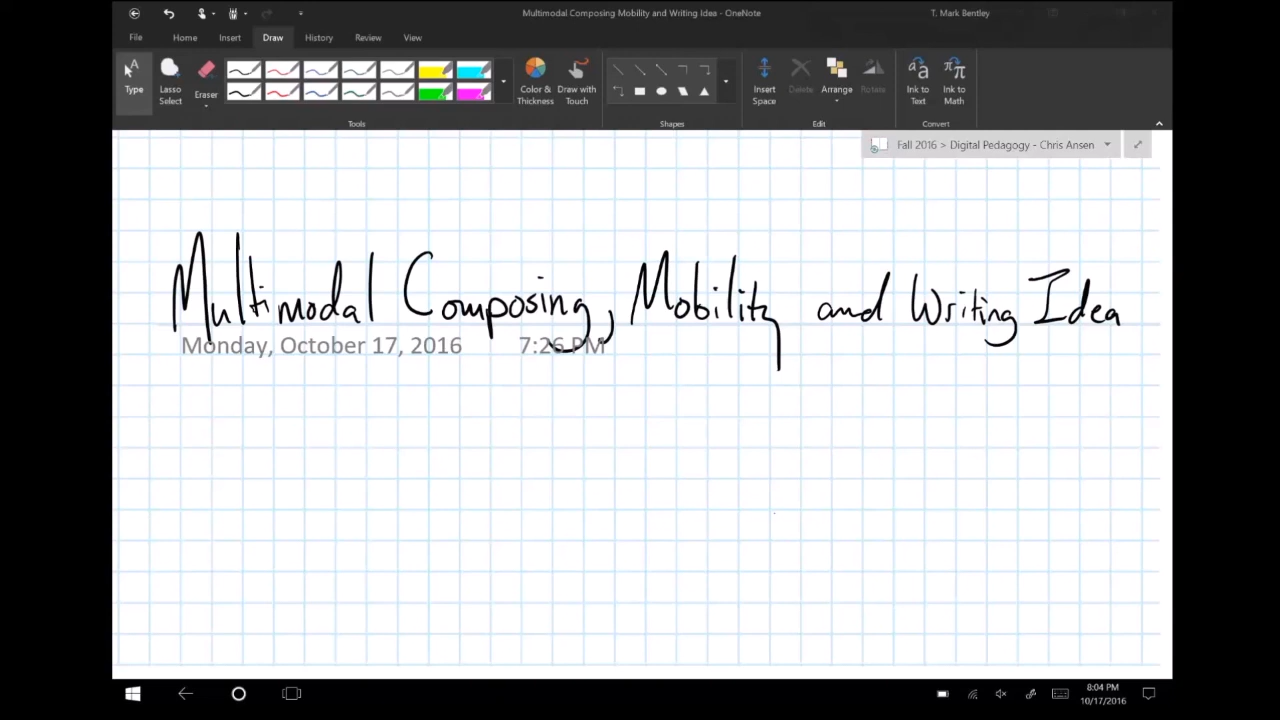 Multimodal Composing Mobility and Writing Idea - OneNote
T. Mark Bentley
File Home Insert Draw History Review View
Type
Lasso Select
Eraser
Color & Thickness
Draw with Touch
Insert Space
Delete
Arrange
Rotate
Ink to Text
Ink to Math
Tools
Shapes
Edit
Convert
Fall 2016 > Digital Pedagogy - Chris Ansen
Multimodal Composing, Mobility and Writing Idea
Monday, October 17, 2016 7:26 PM
8:04 PM
10/17/2016